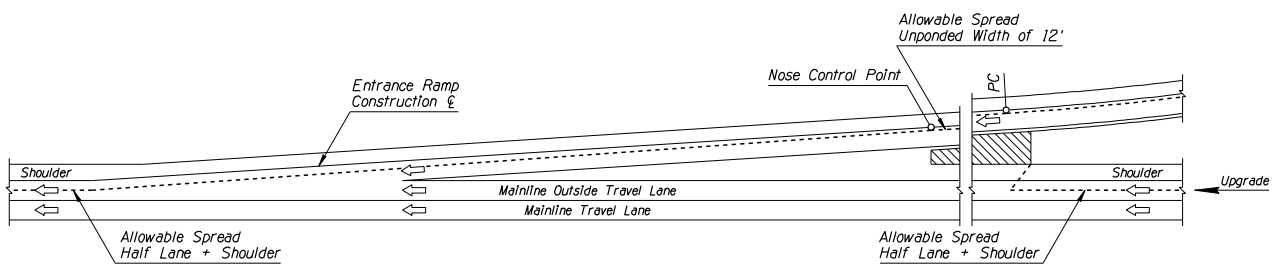 Allowable Spread
Unponded Width of 12'
Nose Control Point
PC
Entrance Ramp
Construction ℄
Shoulder
Mainline Outside Travel Lane
Mainline Travel Lane
Shoulder
Upgrade
Allowable Spread
Half Lane + Shoulder
Allowable Spread
Half Lane + Shoulder